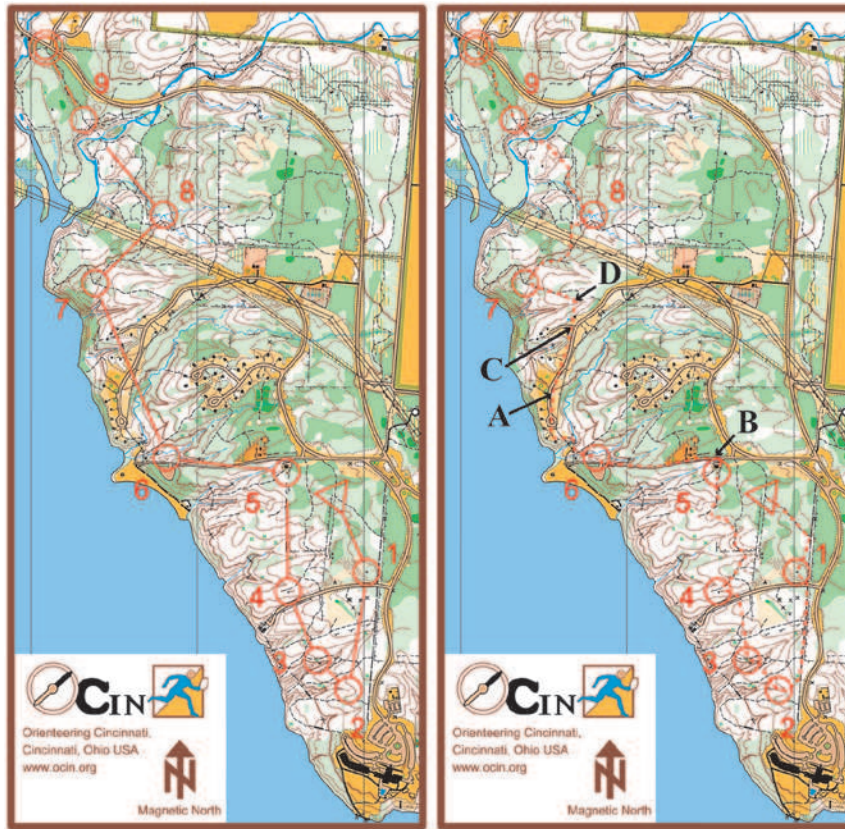 9
8
7
6
5
4
3
2
1
OCIN
Orienteering Cincinnati,
Cincinnati, Ohio USA
www.ocin.org
N
Magnetic North
9
8
7
D
C
A
B
6
5
4
3
2
1
OCIN
Orienteering Cincinnati,
Cincinnati, Ohio USA
www.ocin.org
N
Magnetic North